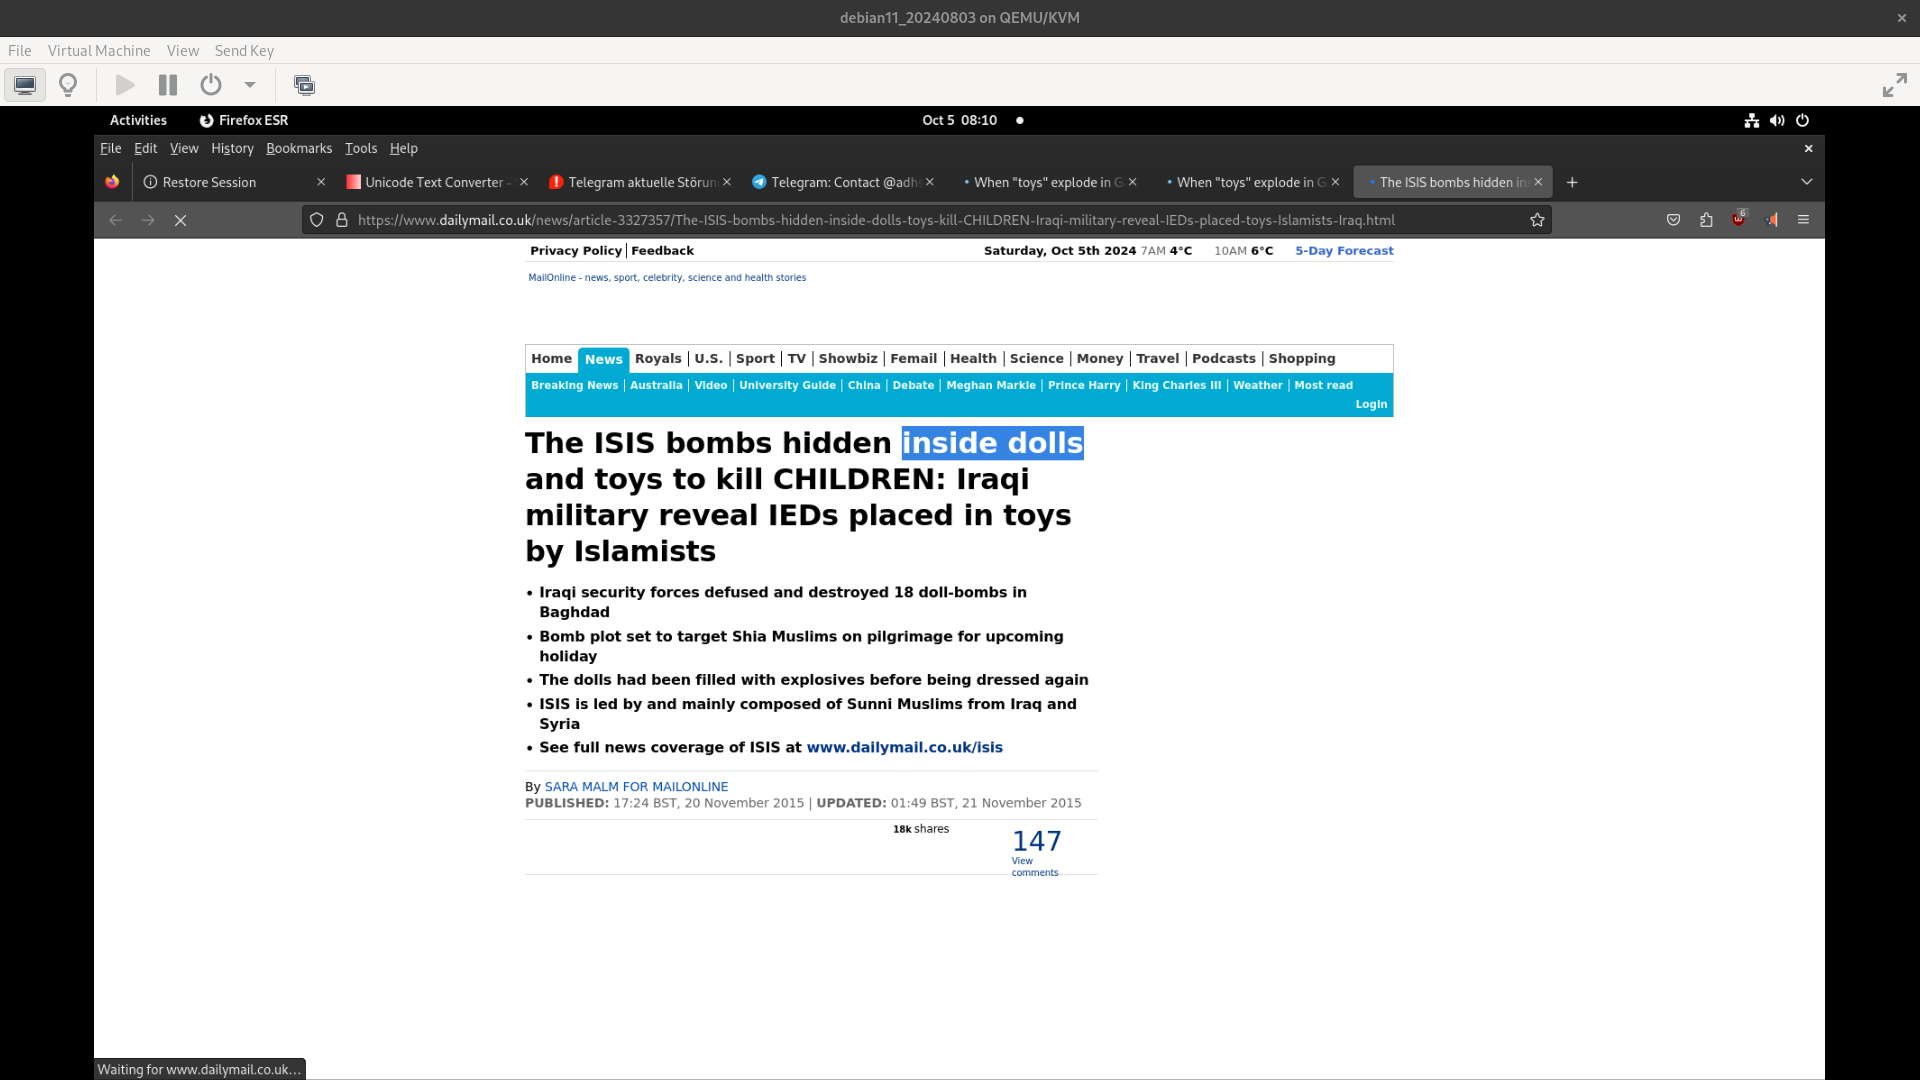 debian11_20240803 on QEMU/KVM
File Virtual Machine View Send Key
Activities Firefox ESR Oct 5 08:10
File Edit View History Bookmarks Tools Help
Restore Session Unicode Text Converter - Telegram aktuelle Störun Telegram: Contact @adhs When "toys" explode in G When "toys" explode in G The ISIS bombs hidden in
https://www.dailymail.co.uk/news/article-3327357/The-ISIS-bombs-hidden-inside-dolls-toys-kill-CHILDREN-Iraqi-military-reveal-IEDs-placed-toys-Islamists-Iraq.html 6
Privacy Policy Feedback Saturday, Oct 5th 2024 7AM 4°C 10AM 6°C 5-Day Forecast
MailOnline - news, sport, celebrity, science and health stories
Home News Royals U.S. Sport TV Showbiz Femail Health Science Money Travel Podcasts Shopping
Breaking News Australia Video University Guide China Debate Meghan Markle Prince Harry King Charles III Weather Most read
Login
The ISIS bombs hidden inside dolls
and toys to kill CHILDREN: Iraqi
military reveal IEDs placed in toys
by Islamists
• Iraqi security forces defused and destroyed 18 doll-bombs in
Baghdad
• Bomb plot set to target Shia Muslims on pilgrimage for upcoming
holiday
• The dolls had been filled with explosives before being dressed again
• ISIS is led by and mainly composed of Sunni Muslims from Iraq and
Syria
• See full news coverage of ISIS at www.dailymail.co.uk/isis
By SARA MALM FOR MAILONLINE
PUBLISHED: 17:24 BST, 20 November 2015 | UPDATED: 01:49 BST, 21 November 2015
18k shares
147
View
comments
Waiting for www.dailymail.co.uk…